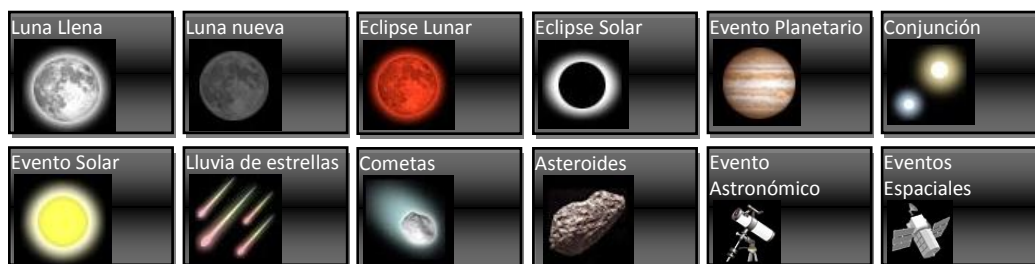 Luna Llena
Luna nueva
Eclipse Lunar
Eclipse Solar
Evento Planetario
Conjunción
Evento Solar
Lluvia de estrellas
Cometas
Asteroides
Evento
Astronómico
Eventos
Espaciales